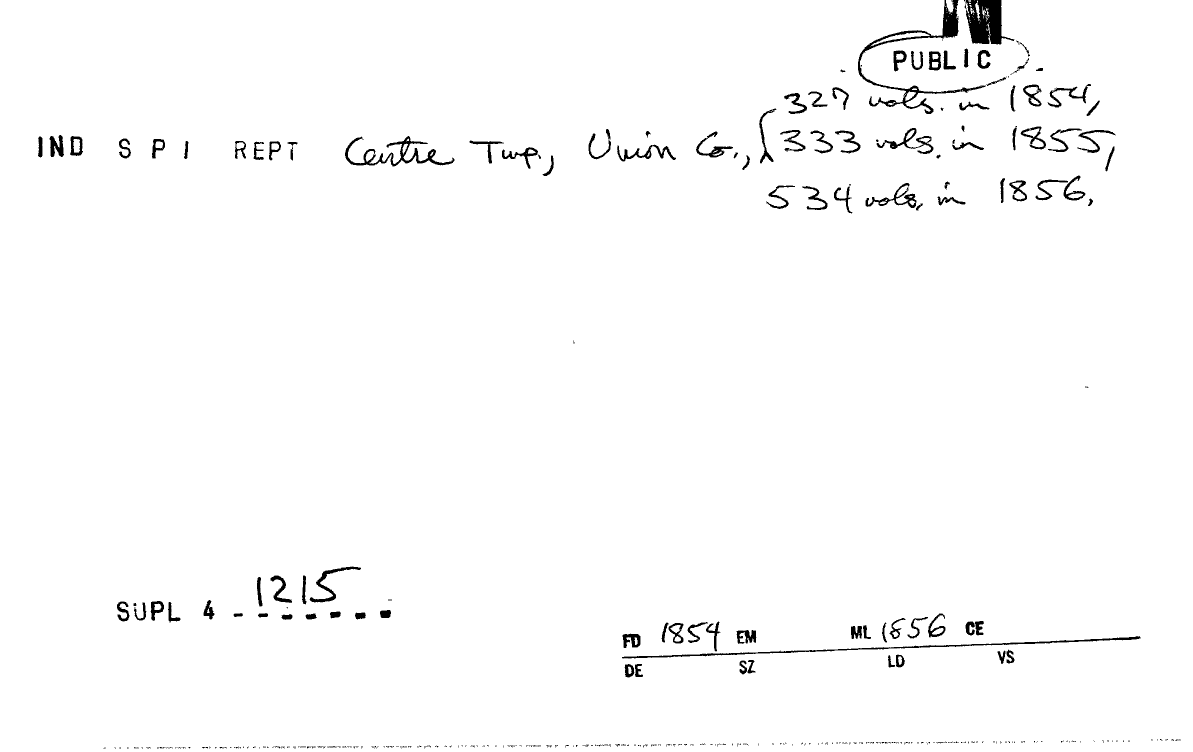 PUBLIC
327 vols. in 1854,
IND S P I REPT Centre Twp., Union Co., 333 vols. in 1855,
534 vols. in 1856.
SUPL 4 1215
FD 1854 EM ML 1856 CE
DE SZ LD VS